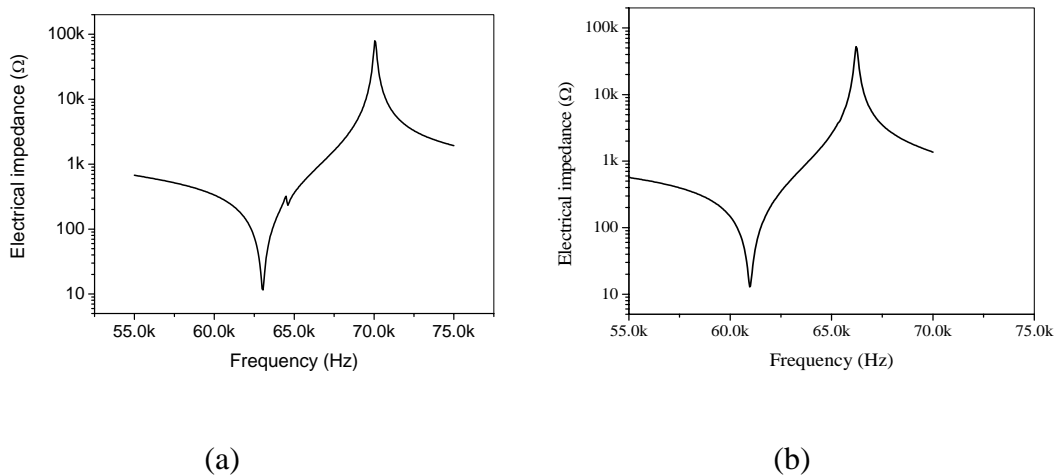 100k
10k
1k
100
10
Electrical impedance (Ω)
55.0k 60.0k 65.0k 70.0k 75.0k
Frequency (Hz)
(a)
100k
10k
1k
100
10
Electrical impedance (Ω)
55.0k 60.0k 65.0k 70.0k 75.0k
Frequency (Hz)
(b)